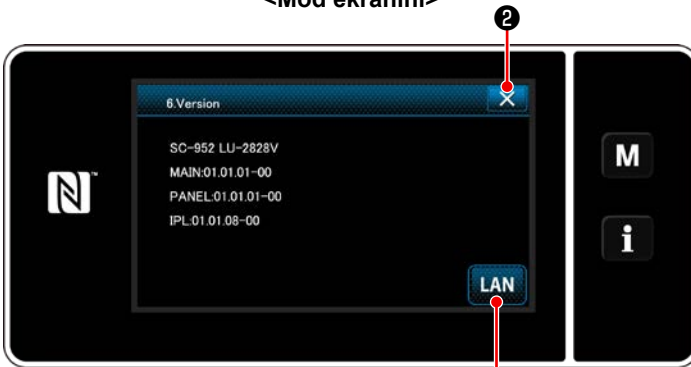 <Mod ekranını>
❷
6.Version
SC-952 LU-2828V
MAIN:01.01.01-00
PANEL:01.01.01-00
IPL:01.01.08-00
LAN
M
i
N